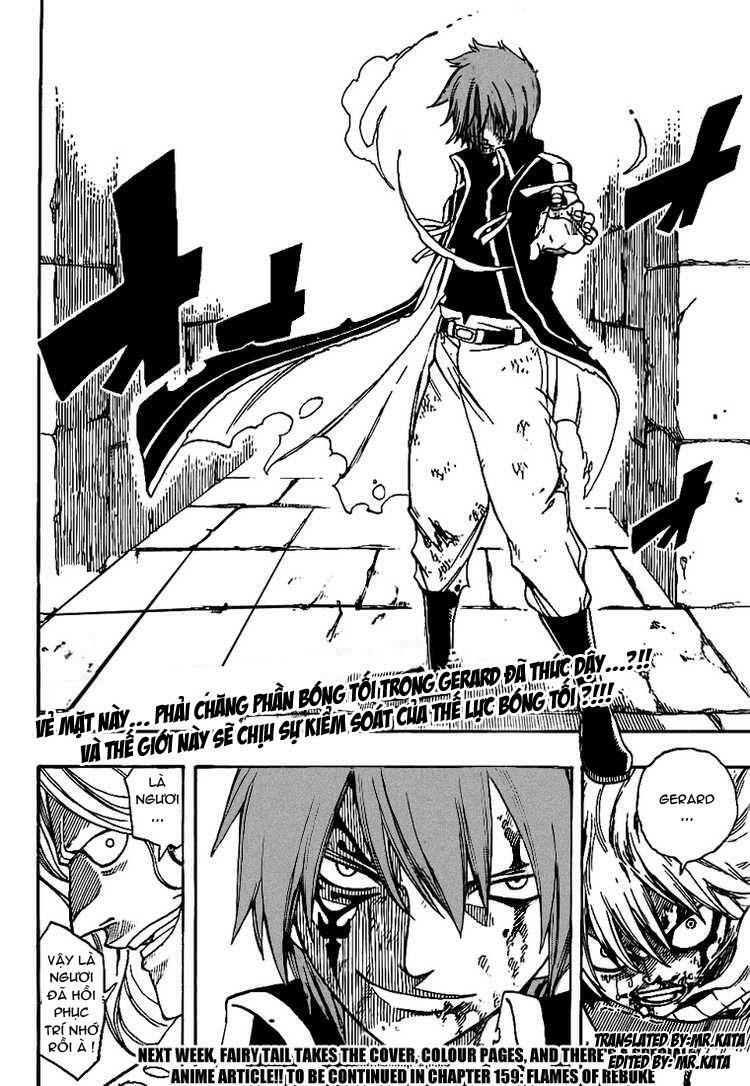 VẺ MẶT NÀY... PHẢI CHĂNG PHẦN BÓNG TỐI TRONG GERARD ĐÃ THỨC DẬY...?!!
VÀ THẾ GIỚI NÀY SẼ CHỊU SỰ KIỂM SOÁT CỦA THẾ LỰC BÓNG TỐI ?!!!
LÀ
NGƯƠI
...
VẬY LÀ
NGƯƠI
ĐÃ HỒI
PHỤC
TRÍ NHỚ
RỒI À !
GERARD
...
TRANSLATED BY: MR.KATA
EDITED BY: MR.KATA
NEXT WEEK, FAIRY TAIL TAKES THE COVER, COLOUR PAGES, AND THERE'S A SPECIAL
ANIME ARTICLE!! TO BE CONTINUED IN CHAPTER 159: FLAMES OF REBUKE